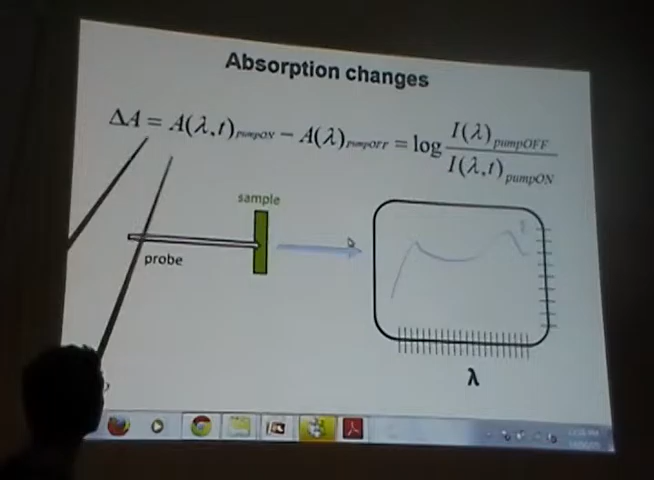 Absorption changes
ΔA = A(λ,t)pumpON − A(λ)pumpOFF = log I(λ)pumpOFF / I(λ,t)pumpON
sample
probe
λ